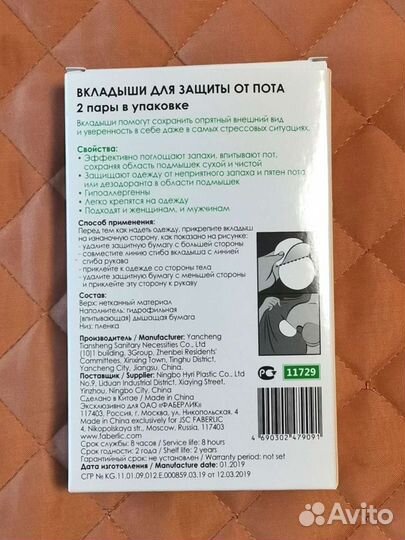 ВКЛАДЫШИ ДЛЯ ЗАЩИТЫ ОТ ПОТА
2 пары в упаковке
Вкладыши помогут сохранить опрятный внешний вид
и уверенность в себе даже в самых стрессовых ситуациях.
Свойства:
• Эффективно поглощают запахи, впитывают пот,
сохраняя область подмышек сухой и чистой
• Защищают одежду от неприятного запаха и пятен пота
или дезодоранта в области подмышек
• Гипоаллергенны
• Легко крепятся на одежду
• Подходят и женщинам, и мужчинам
Способ применения:
Перед тем как надеть одежду, прикрепите вкладыш
на изнаночную сторону, как показано на рисунке:
- удалите защитную бумагу с большей стороны
- совместите линию сгиба вкладыша с линией
сгиба рукава
- приклейте к одежде со стороны тела
- удалите защитную бумагу с меньшей стороны
и приклейте эту сторону к рукаву
Состав:
Верх: нетканый материал
Наполнитель: гидрофильная
(впитывающая) дышащая бумага
Низ: пленка
Производитель / Manufacturer: Yancheng
Tiansheng Sanitary Necessities Co., Ltd
(10)1 building, 3Group, Zhenbei Residents'
Committees, Xinxing Town, Tinghu District,
Yancheng City, Jiangsu, China.
Поставщик / Supplier: Ningbo Hyri Plastic Co., Ltd
No.9, Liduan Industrial District, Xiaying Street,
Yinzhou, Ningbo City, China
Сделано в Китае / Made in China
Эксклюзивно для ОАО «ФАБЕРЛИК»
117783, Россия, г. Москва, ул. Никопольская, 4
Made in China exclusively for JSC FABERLIC
4, Nikopolskaya str., Moscow, Russia, 117783
www.faberlic.com
Срок службы: 8 часов / Service life: 8 hours
Срок годности: 2 года / Shelf life: 2 years
Гарантийный срок: не установлен / Warranty period: not set
Дата изготовления / Manufacture date: 01.2019
СГР № KG.11.01.09.012.E.000859.03.19 от 12.03.2019
11729
4 690302 479091
Avito